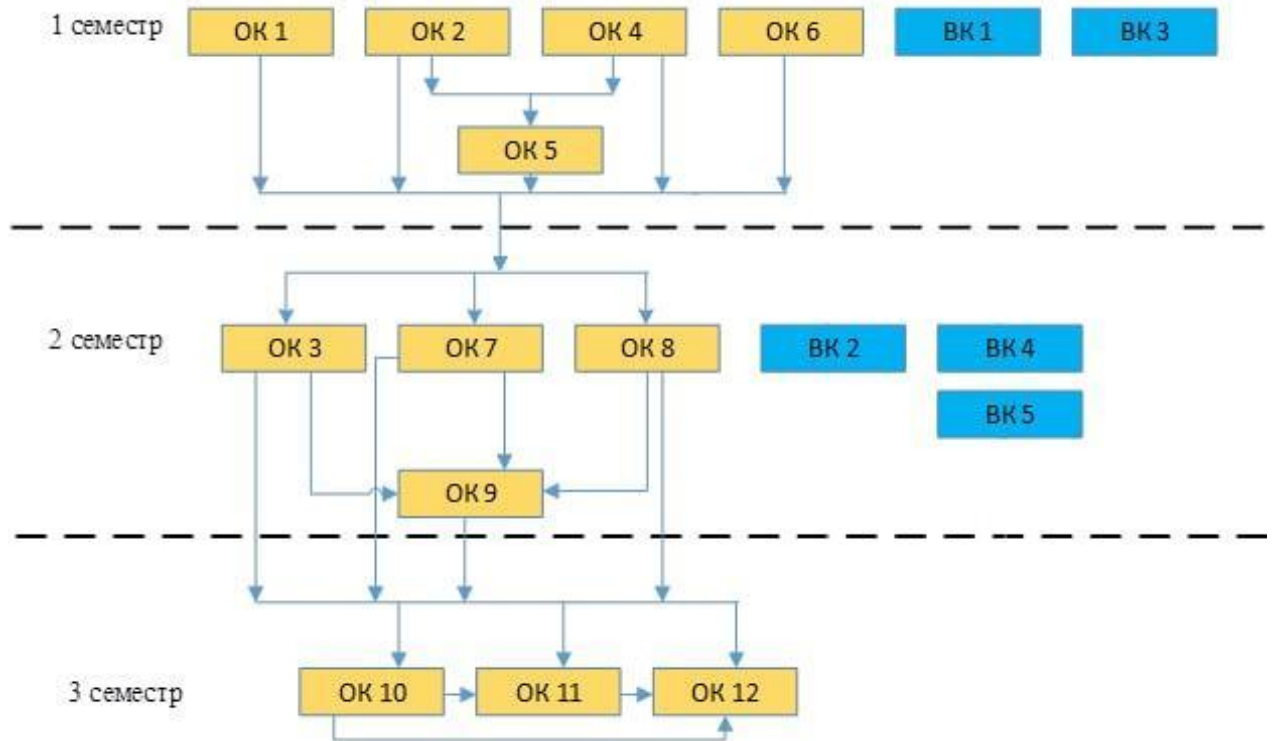 1 семестр ОК 1 ОК 2 ОК 4 ОК 6 ВК 1 ВК 3
ОК 5
2 семестр ОК 3 ОК 7 ОК 8 ВК 2 ВК 4
ВК 5
ОК 9
3 семестр ОК 10 ОК 11 ОК 12